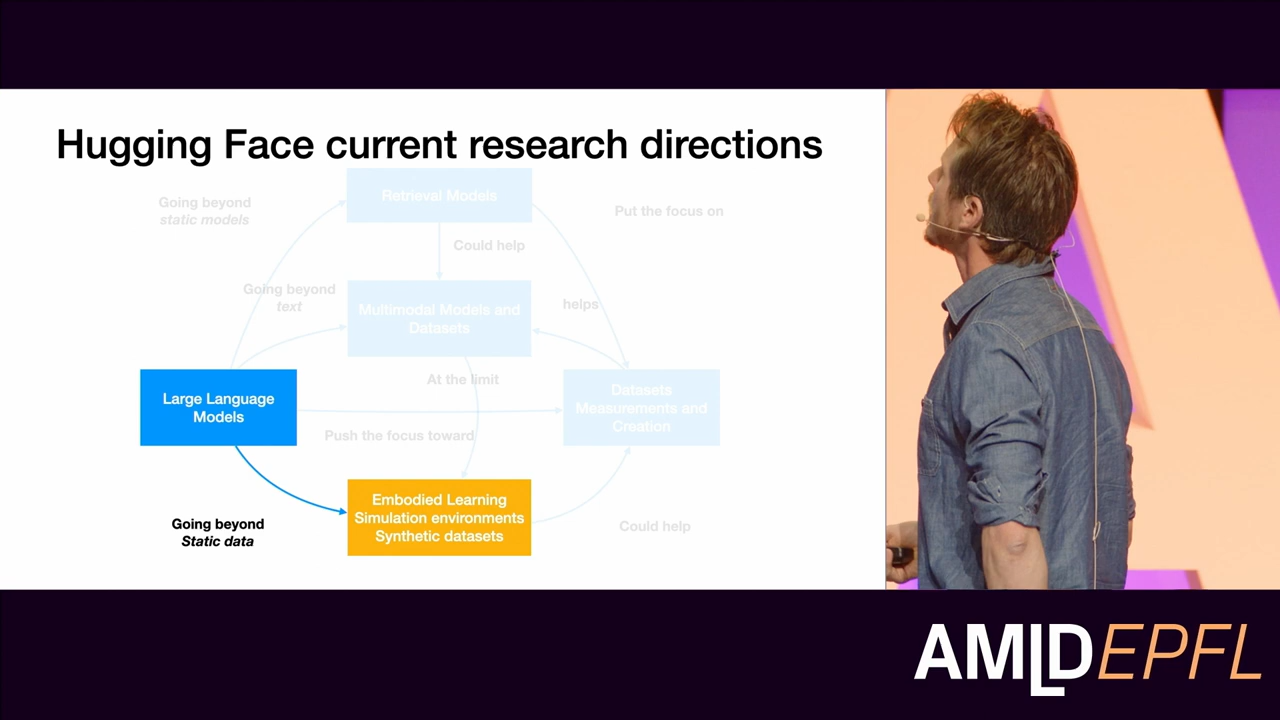 Hugging Face current research directions
Going beyond
static models
Retrieval Models
Put the focus on
Could help
Going beyond
text
Multimodal Models and
Datasets
helps
At the limit
Large Language
Models
Datasets
Measurements and
Creation
Push the focus toward
Going beyond
Static data
Embodied Learning
Simulation environments
Synthetic datasets
Could help
AMLD EPFL